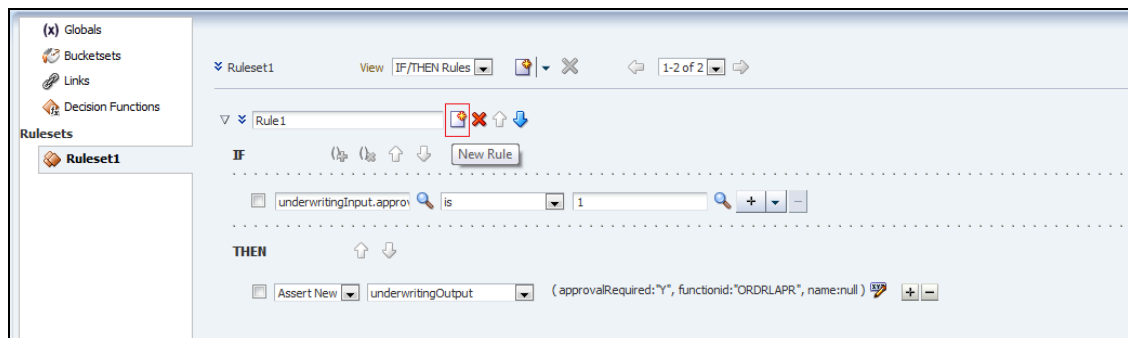 (x) Globals
Bucketsets
Links
Decision Functions
Rulesets
Ruleset1
Ruleset1 View IF/THEN Rules 1-2 of 2
Rule1
New Rule
IF
underwritingInput.approv is 1
THEN
Assert New underwritingOutput ( approvalRequired:"Y", functionid:"ORDRLAPR", name:null )